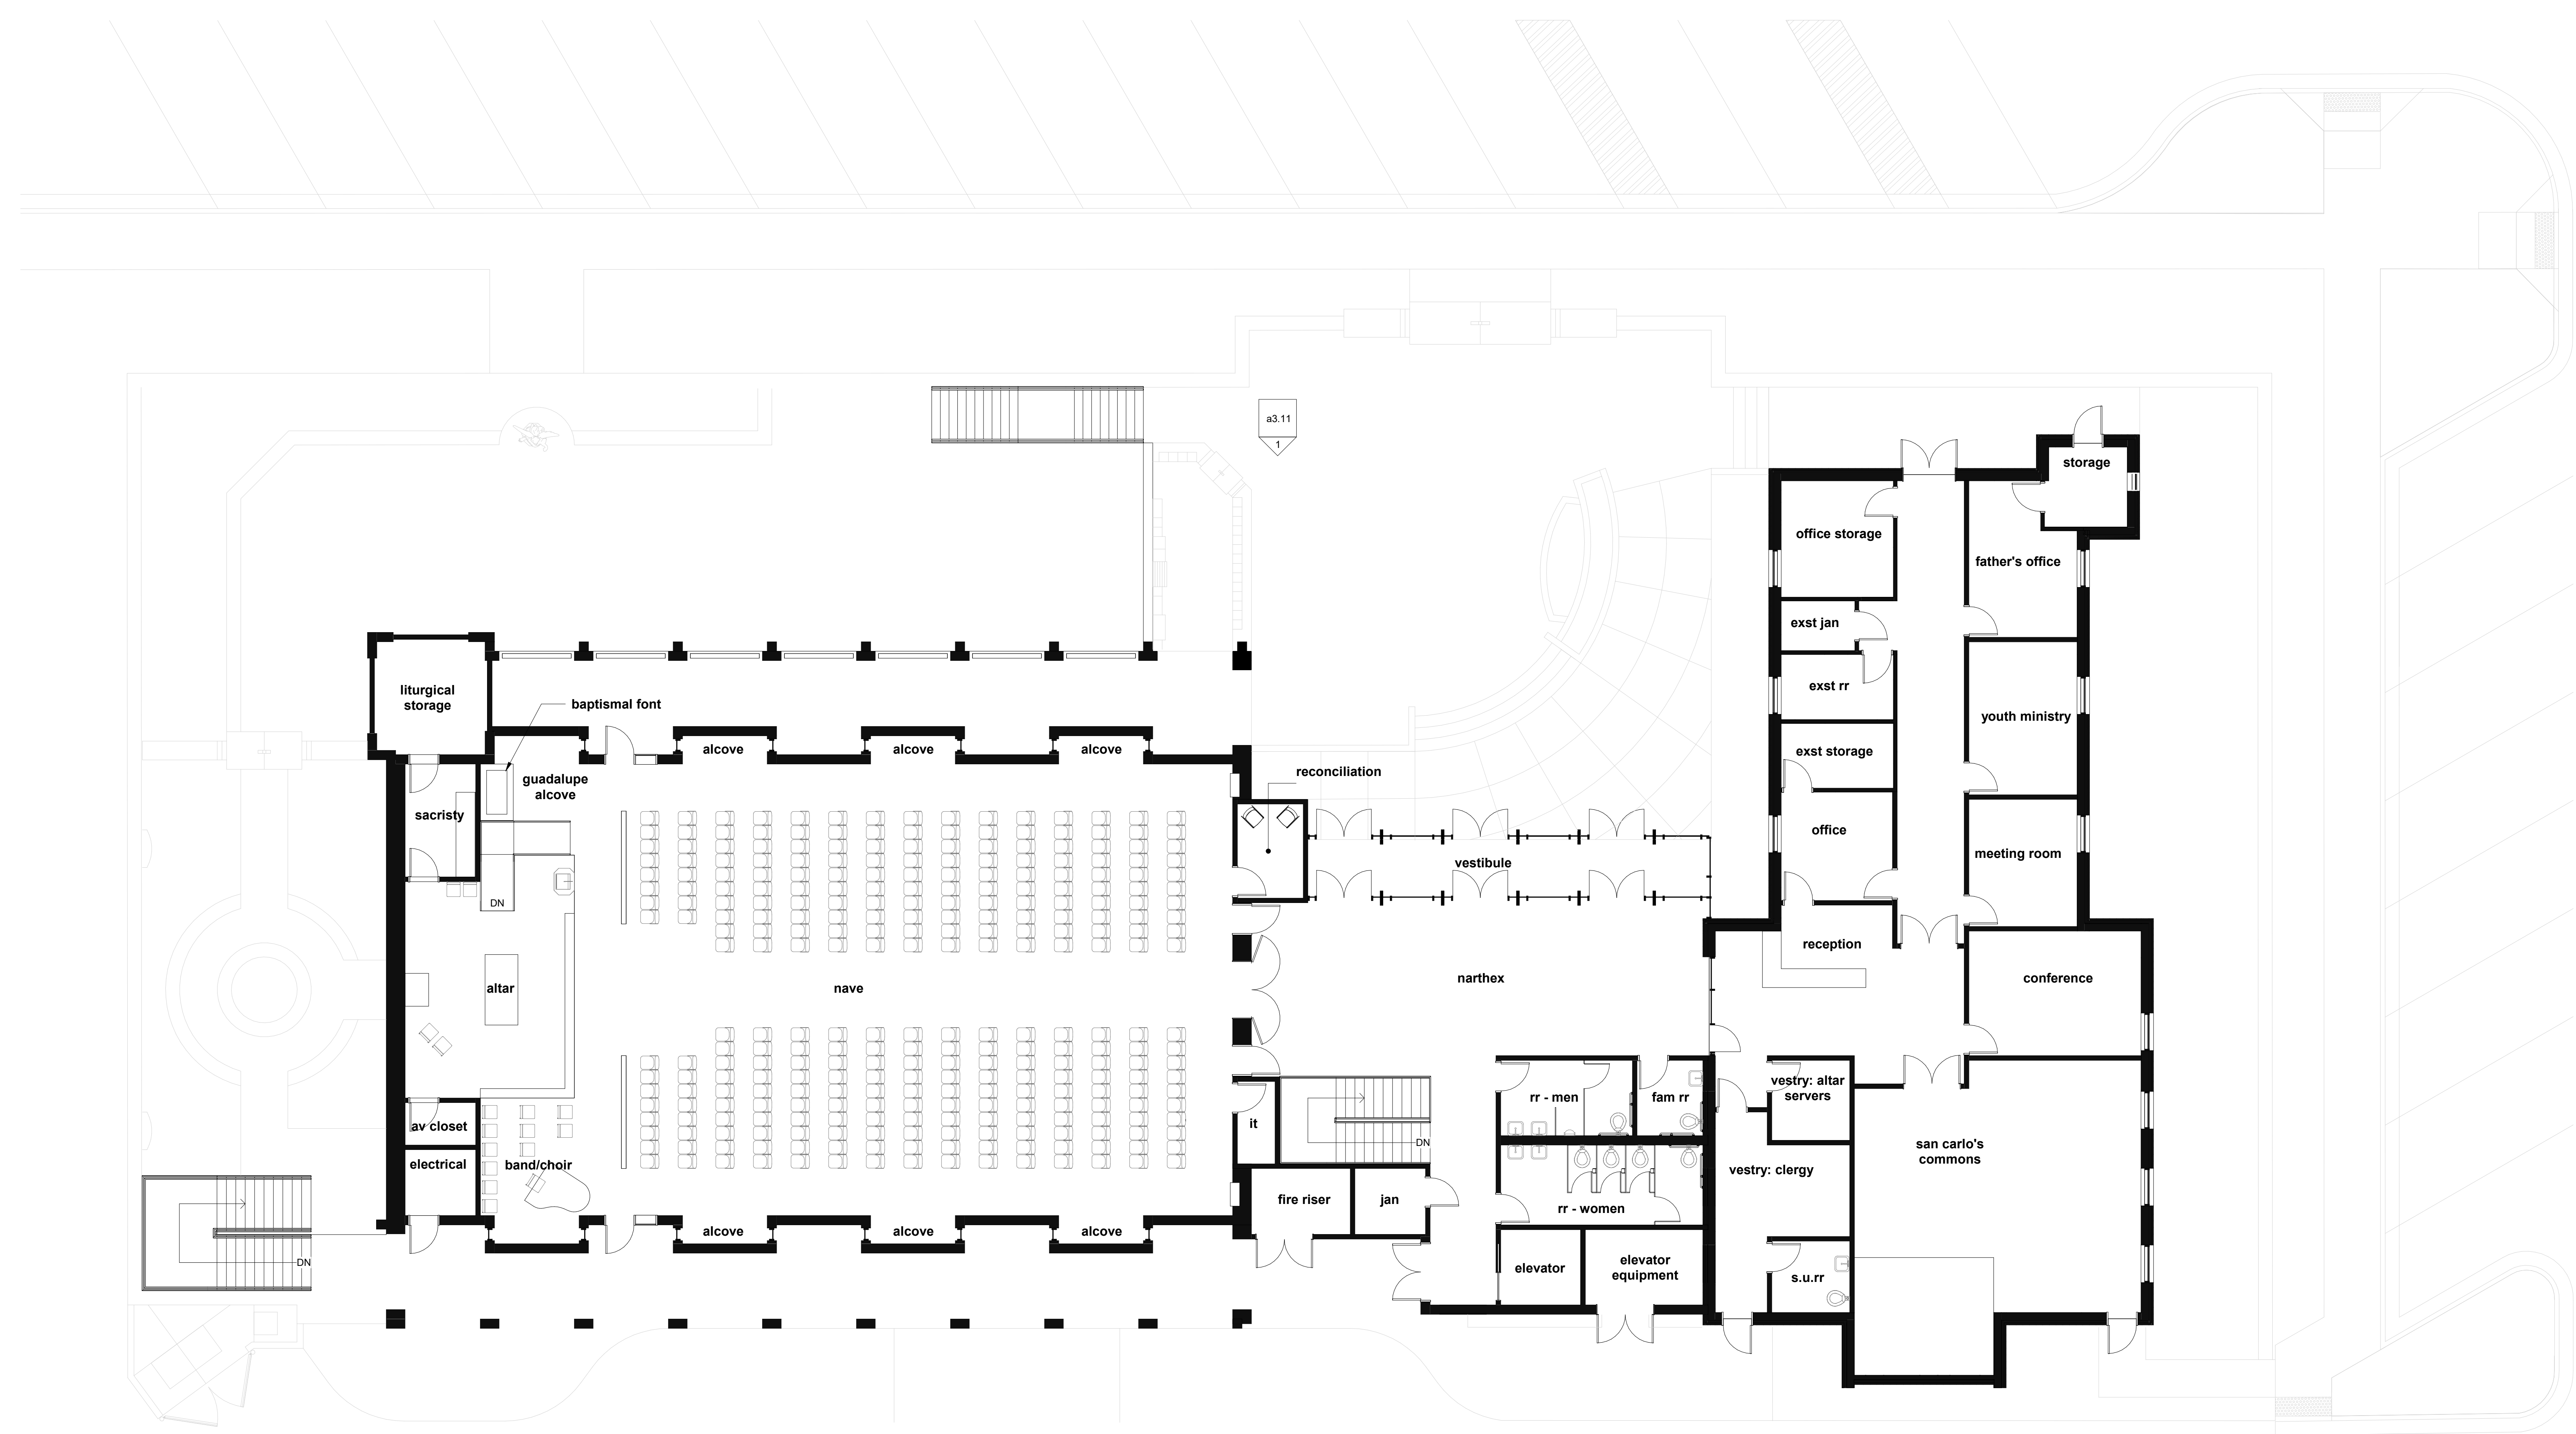 a3.11
1
storage
office storage
father's office
exst jan
exst rr
liturgical
storage
baptismal font
youth ministry
alcove
alcove
alcove
exst storage
guadalupe
alcove
reconciliation
sacristy
office
vestibule
meeting room
DN
reception
altar
nave
narthex
conference
vestry: altar
servers
rr - men
fam rr
av closet
it
DN
san carlo's
commons
electrical
band/choir
vestry: clergy
fire riser
jan
rr - women
alcove
alcove
alcove
DN
elevator
elevator
equipment
s.u.rr